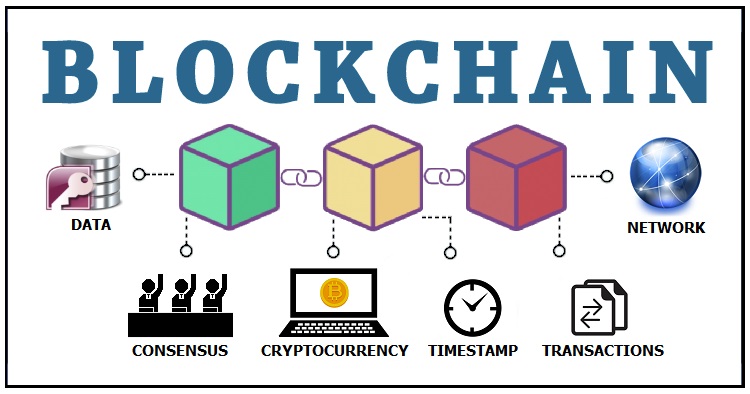 BLOCKCHAIN
DATA
NETWORK
CONSENSUS
CRYPTOCURRENCY
TIMESTAMP
TRANSACTIONS